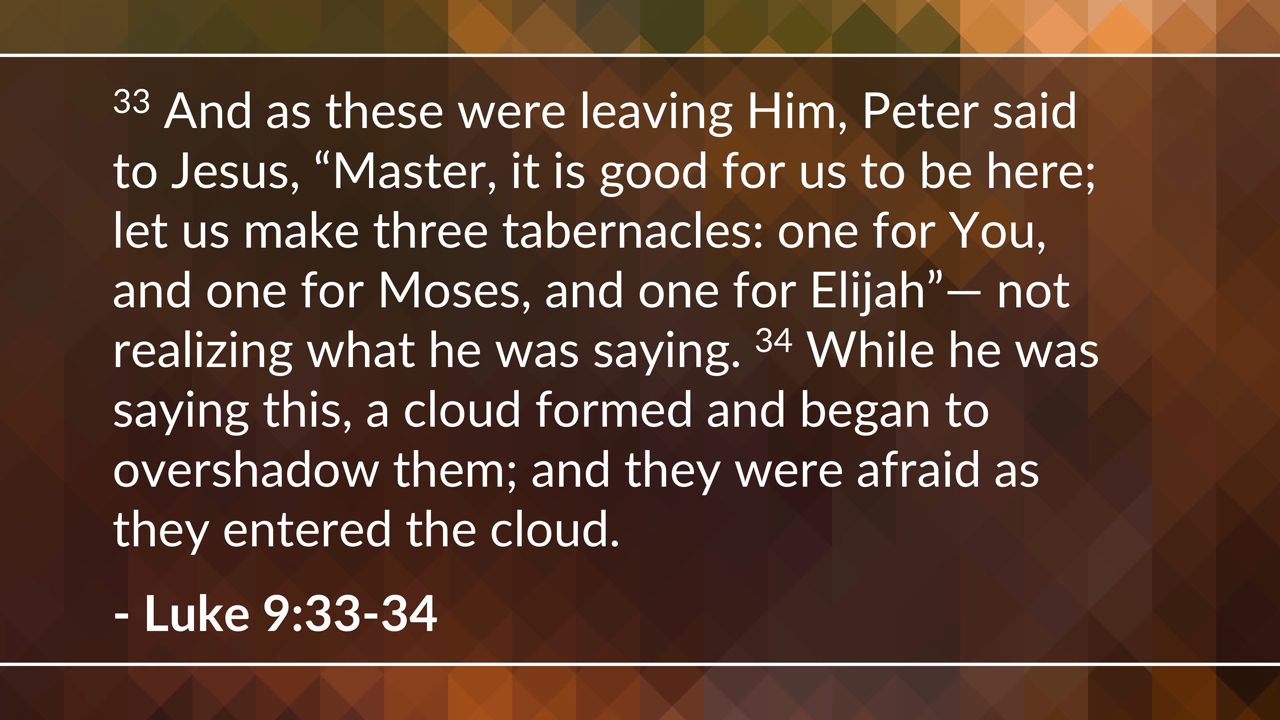 33 And as these were leaving Him, Peter said
to Jesus, “Master, it is good for us to be here;
let us make three tabernacles: one for You,
and one for Moses, and one for Elijah”— not
realizing what he was saying. 34 While he was
saying this, a cloud formed and began to
overshadow them; and they were afraid as
they entered the cloud.
- Luke 9:33-34